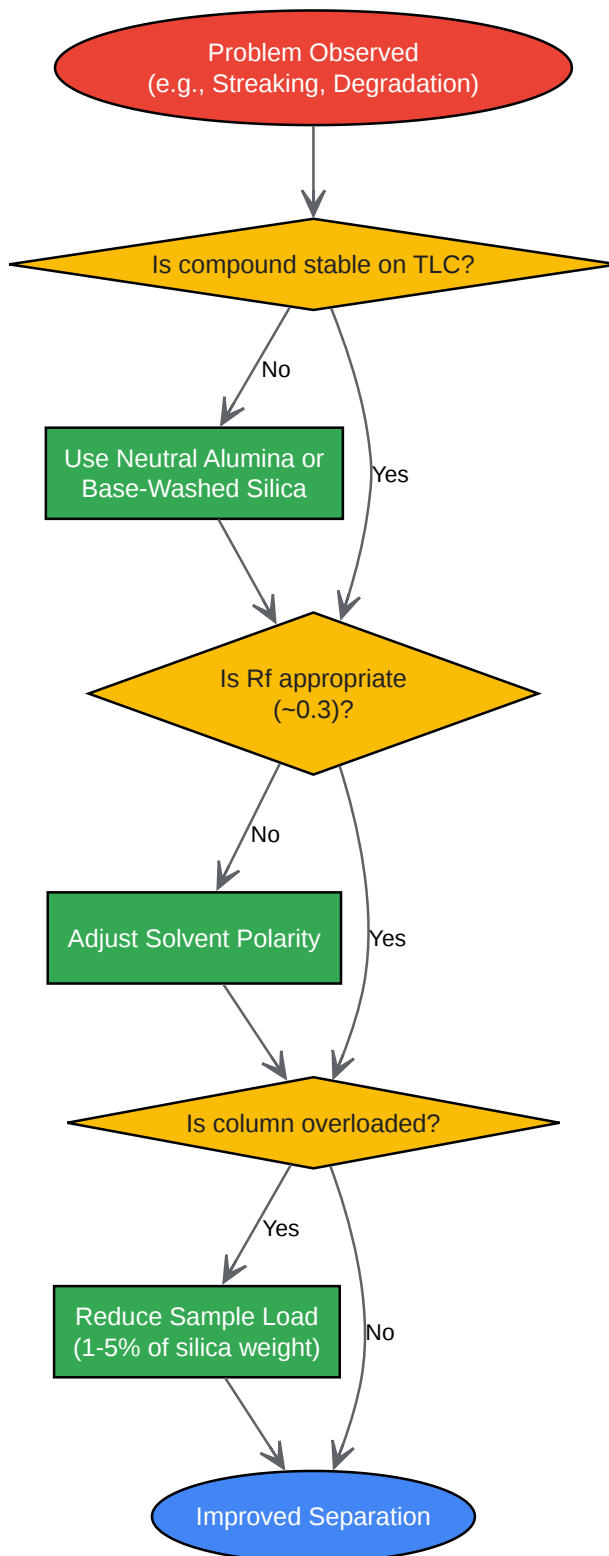 Problem Observed
(e.g., Streaking, Degradation)
Is compound stable on TLC?
No
Use Neutral Alumina or
Base-Washed Silica
Yes
Is Rf appropriate
(~0.3)?
No
Adjust Solvent Polarity
Yes
Is column overloaded?
Yes
Reduce Sample Load
(1-5% of silica weight)
No
Improved Separation